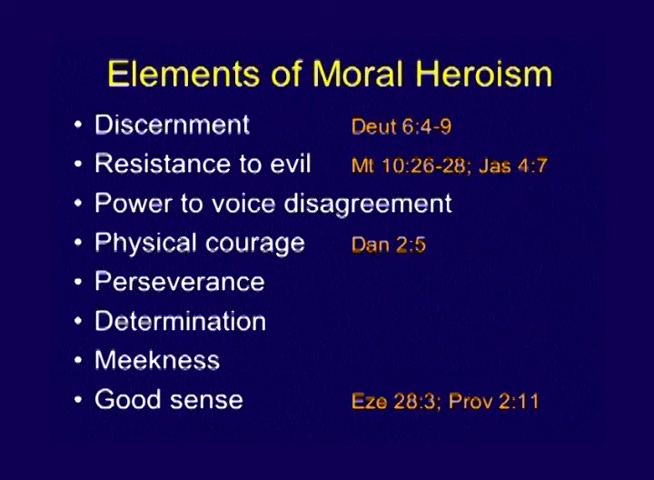 Elements of Moral Heroism
• Discernment Deut 6:4-9
• Resistance to evil Mt 10:26-28; Jas 4:7
• Power to voice disagreement
• Physical courage Dan 2:5
• Perseverance
• Determination
• Meekness
• Good sense Eze 28:3; Prov 2:11